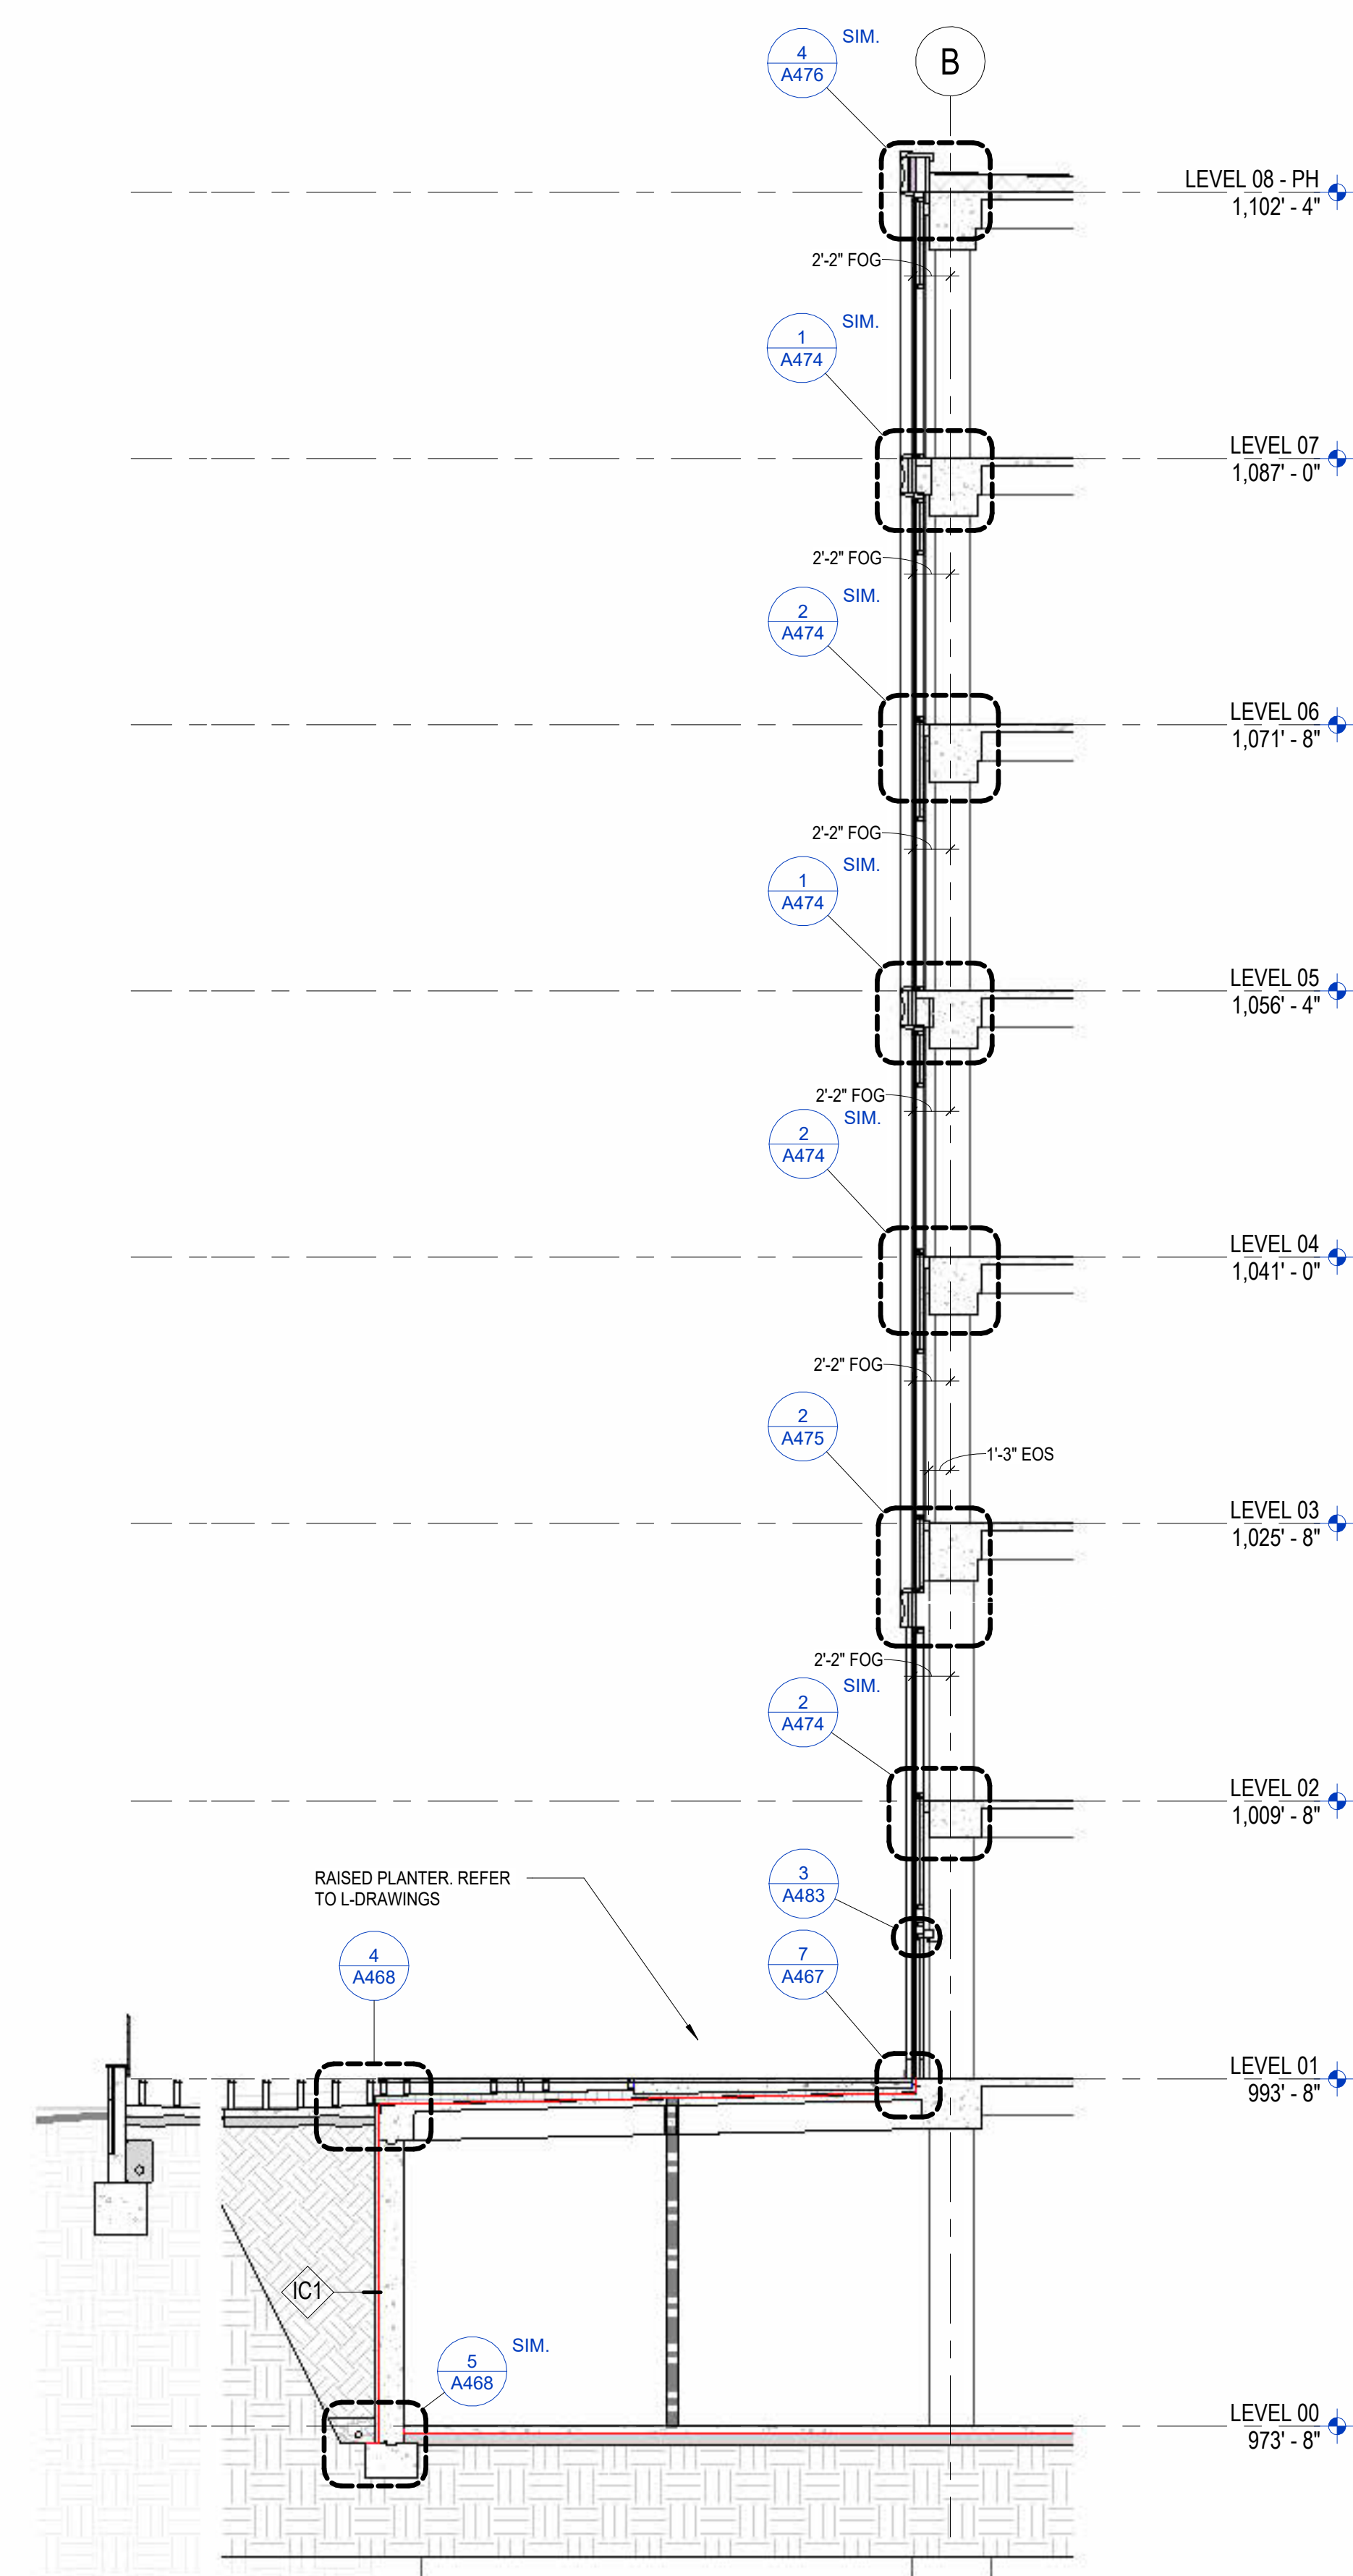 SIM.
4
A476
B
LEVEL 08 - PH
1,102' - 4"
2'-2" FOG
SIM.
1
A474
LEVEL 07
1,087' - 0"
2'-2" FOG
SIM.
2
A474
LEVEL 06
1,071' - 8"
2'-2" FOG
SIM.
1
A474
LEVEL 05
1,056' - 4"
2'-2" FOG
SIM.
2
A474
LEVEL 04
1,041' - 0"
2'-2" FOG
2
A475
1'-3" EOS
LEVEL 03
1,025' - 8"
2'-2" FOG
SIM.
2
A474
LEVEL 02
1,009' - 8"
RAISED PLANTER. REFER
TO L-DRAWINGS
3
A483
4
A468
7
A467
LEVEL 01
993' - 8"
IC1
SIM.
5
A468
LEVEL 00
973' - 8"